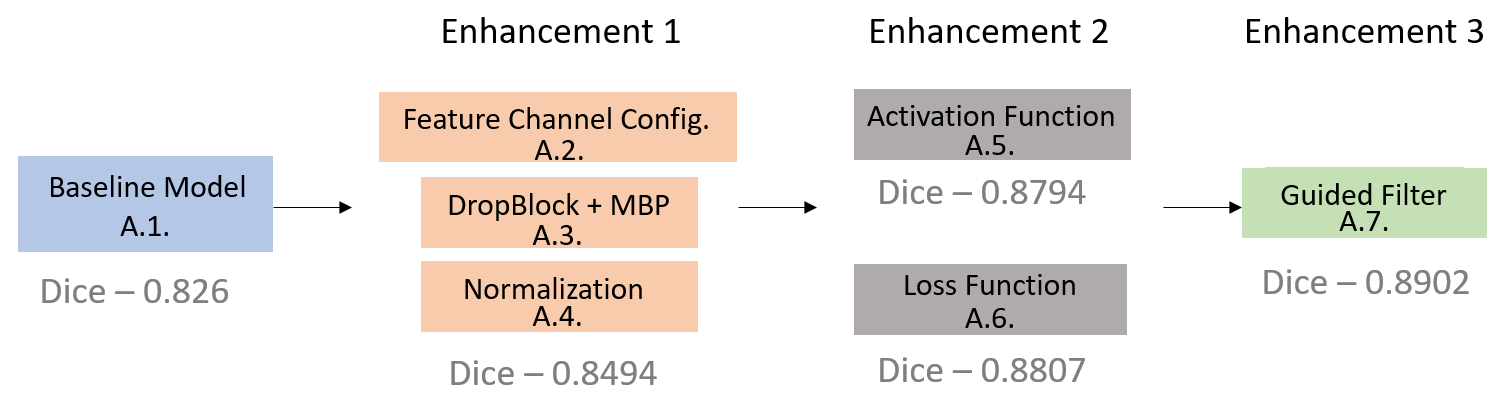 Enhancement 1
Enhancement 2
Enhancement 3
Baseline Model
A.1.
Dice – 0.826
Feature Channel Config.
A.2.
DropBlock + MBP
A.3.
Normalization
A.4.
Dice – 0.8494
Activation Function
A.5.
Dice – 0.8794
Loss Function
A.6.
Dice – 0.8807
Guided Filter
A.7.
Dice – 0.8902